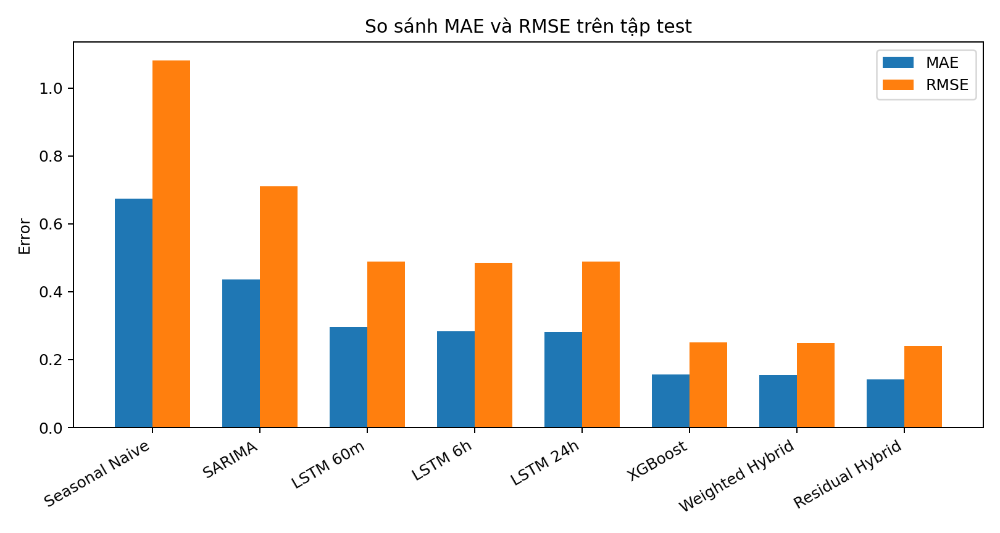 So sánh MAE và RMSE trên tập test
MAE
RMSE
Error
1.0
0.8
0.6
0.4
0.2
0.0
Seasonal Naive
SARIMA
LSTM 60m
LSTM 6h
LSTM 24h
XGBoost
Weighted Hybrid
Residual Hybrid